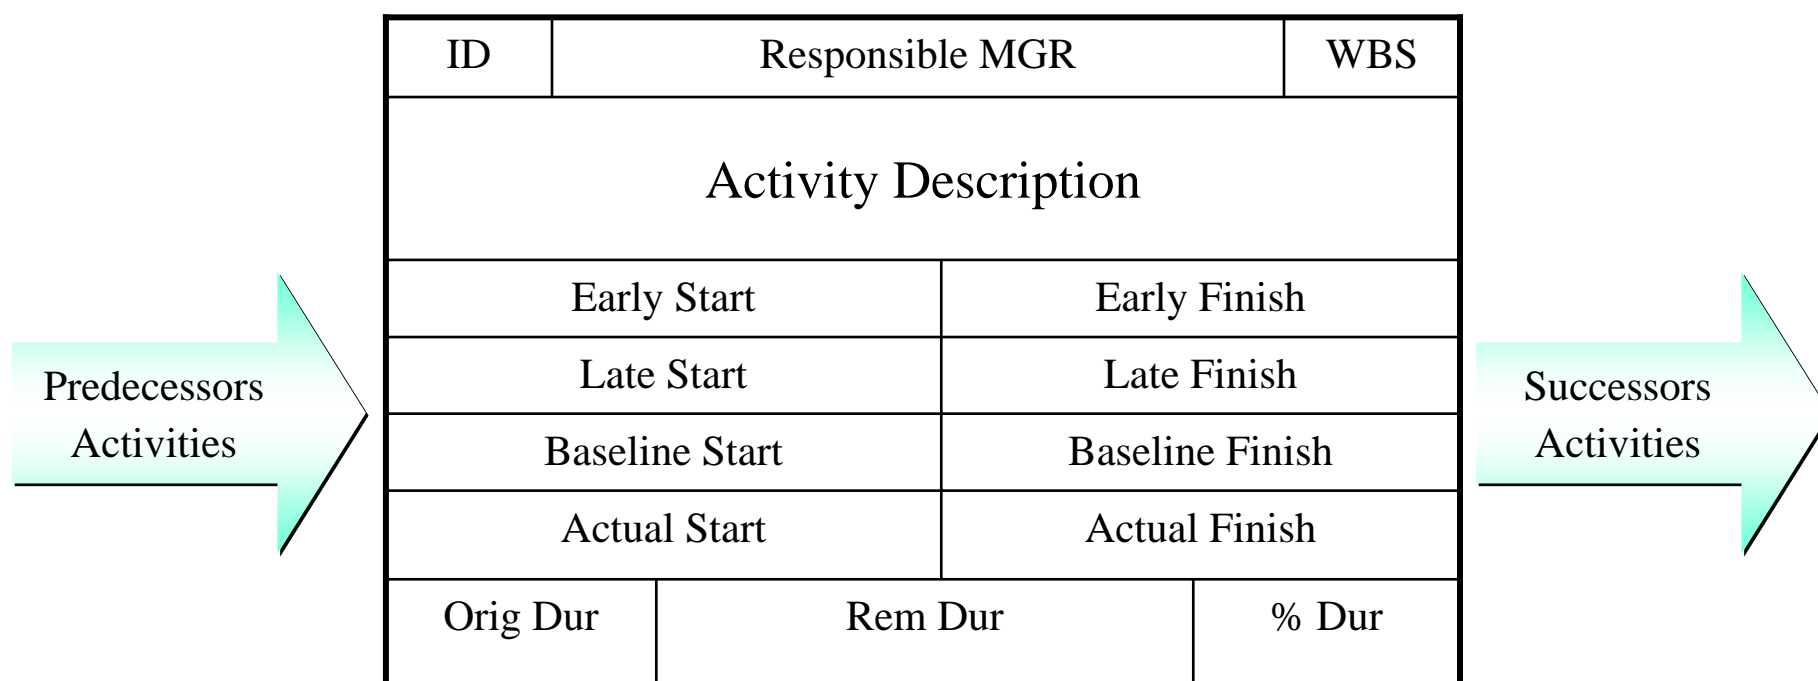 ID Responsible MGR WBS
Activity Description
Early Start Early Finish
Late Start Late Finish
Predecessors
Activities
Successors
Activities
Baseline Start Baseline Finish
Actual Start Actual Finish
Orig Dur Rem Dur % Dur